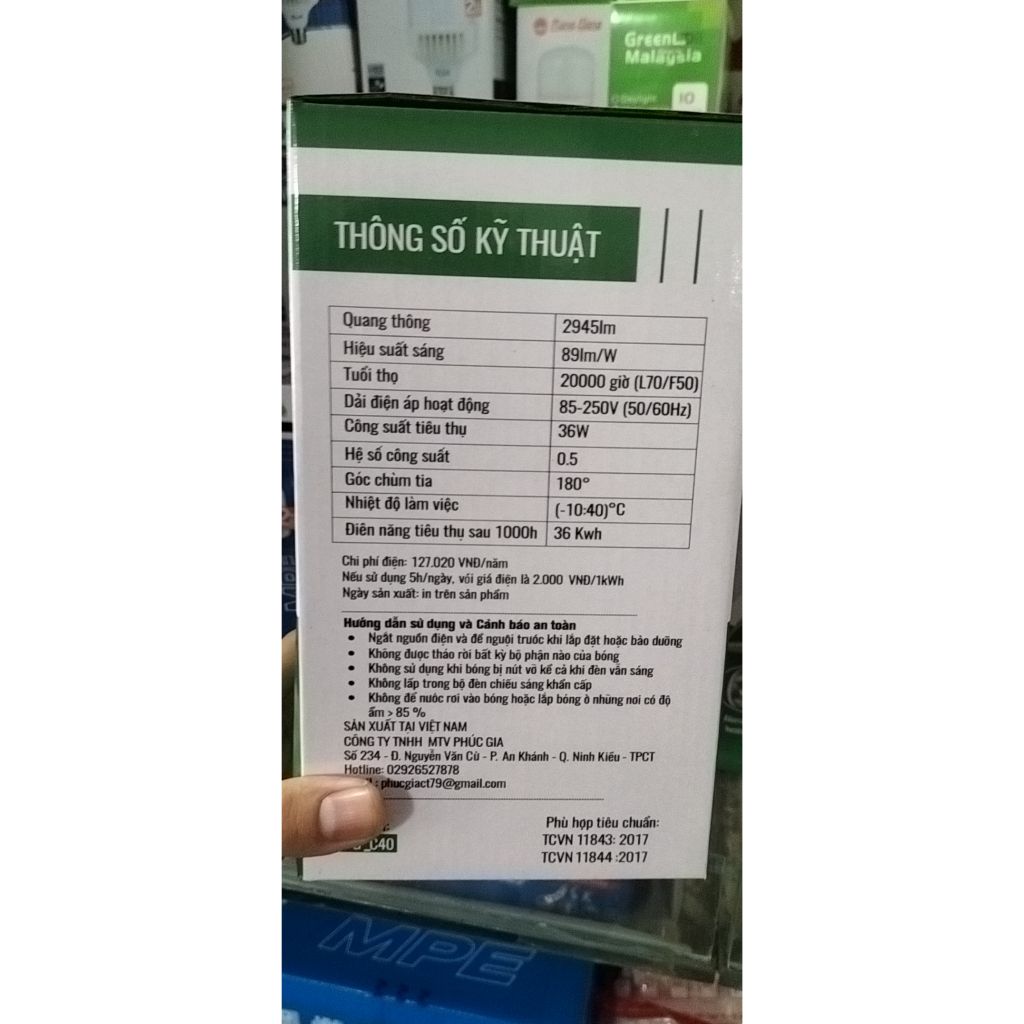 GreenL
Malaysia
Daylight
10
THÔNG SỐ KỸ THUẬT
Quang thông 2945lm
Hiệu suất sáng 89lm/W
Tuổi thọ 20000 giờ (L70/F50)
Dải điện áp hoạt động 85-250V (50/60Hz)
Công suất tiêu thụ 36W
Hệ số công suất 0.5
Góc chùm tia 180°
Nhiệt độ làm việc (-10:40)°C
Điên năng tiêu thụ sau 1000h 36 Kwh
Chi phí điện: 127.020 VNĐ/năm
Nếu sử dụng 5h/ngày, với giá điện là 2.000 VNĐ/1kWh
Ngày sản xuất: in trên sản phẩm
Hướng dẫn sử dụng và Cảnh báo an toàn
• Ngắt nguồn điện và để nguội trước khi lắp đặt hoặc bảo dưỡng
• Không được tháo rời bất kỳ bộ phận nào của bóng
• Không sử dụng khi bóng bị nứt vỡ kể cả khi đèn vẫn sáng
• Không lắp trong bộ đèn chiếu sáng khẩn cấp
• Không để nước rơi vào bóng hoặc lắp bóng ở những nơi có độ
ẩm > 85 %
SẢN XUẤT TẠI VIỆT NAM
CÔNG TY TNHH MTV PHÚC GIA
Số 234 - Đ. Nguyễn Văn Cừ - P. An Khánh - Q. Ninh Kiều - TPCT
Hotline: 02926527878
: phucgiact79@gmail.com
_C40
Phù hợp tiêu chuẩn:
TCVN 11843: 2017
TCVN 11844 :2017
MPE
MPE